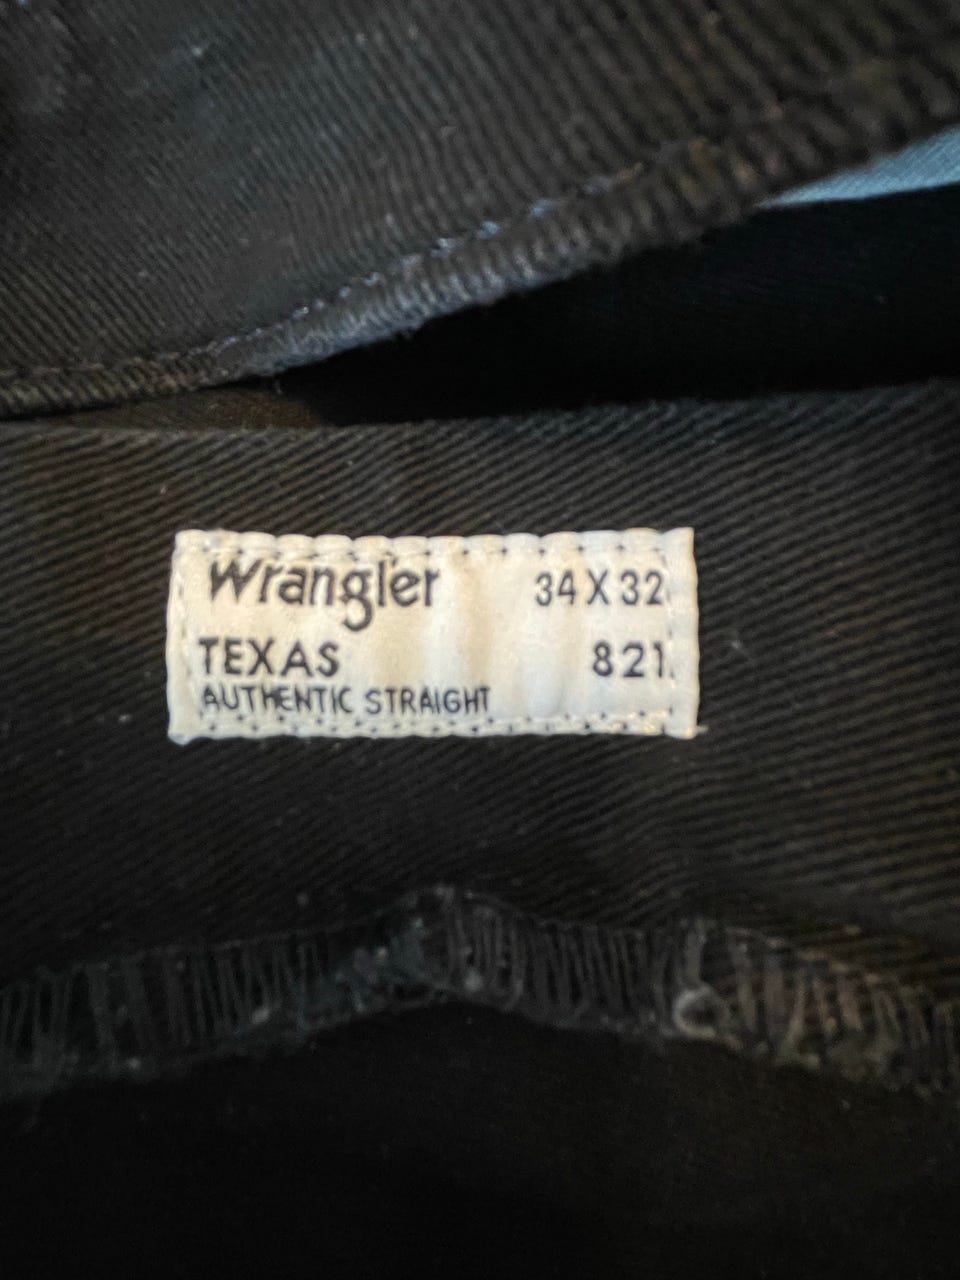 Wrangler 34 X 32
TEXAS 821
AUTHENTIC STRAIGHT